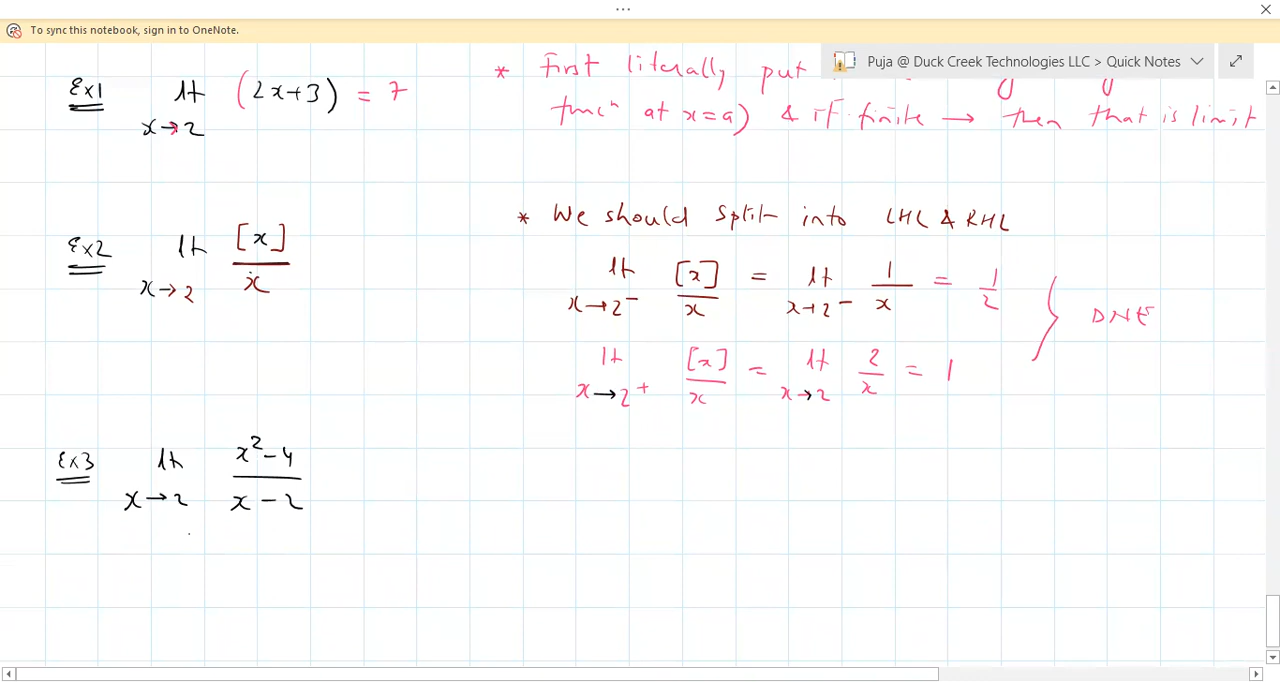 To sync this notebook, sign in to OneNote.
Puja @ Duck Creek Technologies LLC > Quick Notes
Ex1 lt x→2 (2x+3) = 7
* First literally put
funcⁿ at x=a) & if finite → then that is limit
Ex2 lt x→2 [x]/x
* We should split into LHL & RHL
lt x→2⁻ [x]/x = lt x→2⁻ 1/x = 1/2
lt x→2⁺ [x]/x = lt x→2 2/x = 1
} DNE
Ex3 lt x→2 x²-4/x-2